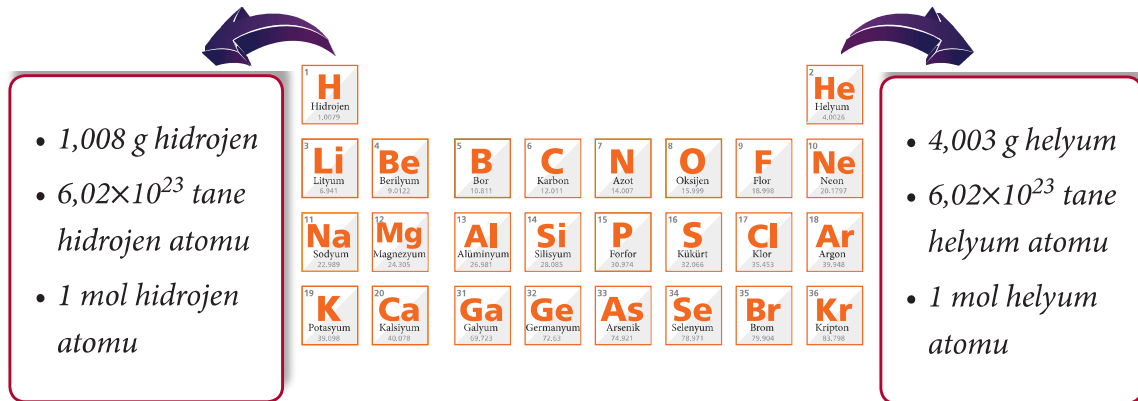 • 1,008 g hidrojen
• 6,02×10²³ tane
hidrojen atomu
• 1 mol hidrojen
atomu
1
H
Hidrojen
1.0079
2
He
Helyum
4.0026
3
Li
Lityum
6.941
4
Be
Berilyum
9.0122
5
B
Bor
10.811
6
C
Karbon
12.011
7
N
Azot
14.007
8
O
Oksijen
15.999
9
F
Flor
18.998
10
Ne
Neon
20.1797
11
Na
Sodyum
22.989
12
Mg
Magnezyum
24.305
13
Al
Alüminyum
26.981
14
Si
Silisyum
28.085
15
P
Forfor
30.974
16
S
Kükürt
32.066
17
Cl
Klor
35.453
18
Ar
Argon
39.948
19
K
Potasyum
39.098
20
Ca
Kalsiyum
40.078
31
Ga
Galyum
69.723
32
Ge
Germanyum
72.63
33
As
Arsenik
74.921
34
Se
Selenyum
78.971
35
Br
Brom
79.904
36
Kr
Kripton
83.798
• 4,003 g helyum
• 6,02×10²³ tane
helyum atomu
• 1 mol helyum
atomu